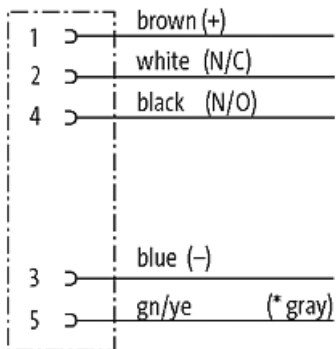 1 brown (+)
2 white (N/C)
4 black (N/O)
3 blue (–)
5 gn/ye (* gray)